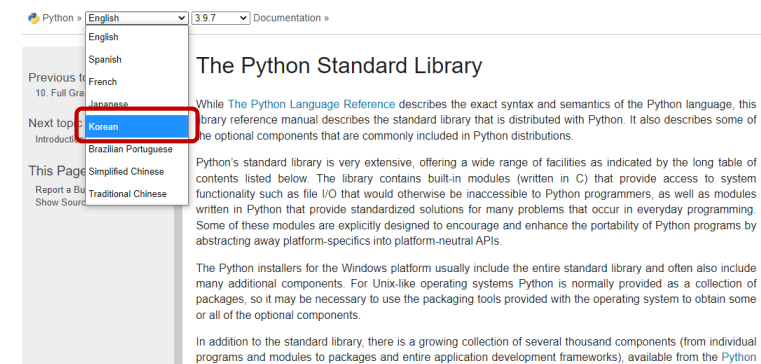 Python » English 3.9.7 Documentation »
English
Spanish
French
Japanese
Korean
Brazilian Portuguese
Simplified Chinese
Traditional Chinese
Previous to
10. Full Gra
Next topic
Introductio
This Page
Report a Bu
Show Sourc
The Python Standard Library
While The Python Language Reference describes the exact syntax and semantics of the Python language, this
library reference manual describes the standard library that is distributed with Python. It also describes some of
the optional components that are commonly included in Python distributions.
Python's standard library is very extensive, offering a wide range of facilities as indicated by the long table of
contents listed below. The library contains built-in modules (written in C) that provide access to system
functionality such as file I/O that would otherwise be inaccessible to Python programmers, as well as modules
written in Python that provide standardized solutions for many problems that occur in everyday programming.
Some of these modules are explicitly designed to encourage and enhance the portability of Python programs by
abstracting away platform-specifics into platform-neutral APIs.
The Python installers for the Windows platform usually include the entire standard library and often also include
many additional components. For Unix-like operating systems Python is normally provided as a collection of
packages, so it may be necessary to use the packaging tools provided with the operating system to obtain some
or all of the optional components.
In addition to the standard library, there is a growing collection of several thousand components (from individual
programs and modules to packages and entire application development frameworks), available from the Python